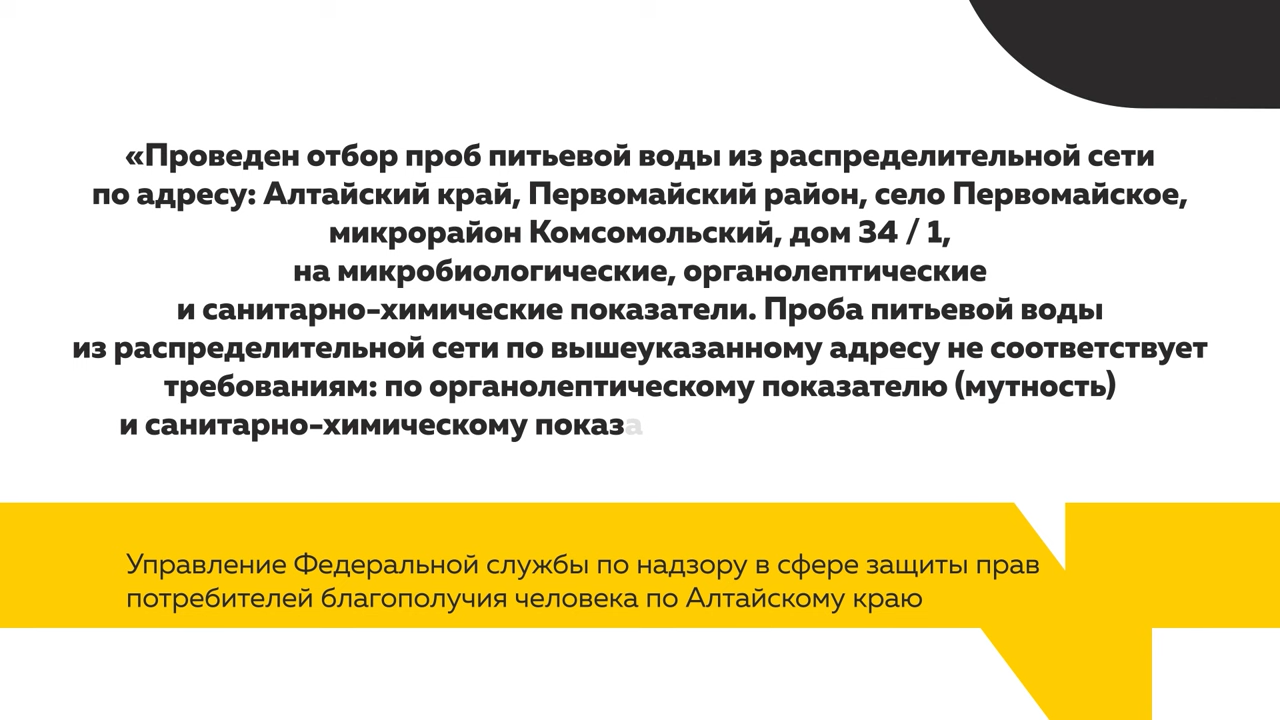 «Проведен отбор проб питьевой воды из распределительной сети
по адресу: Алтайский край, Первомайский район, село Первомайское,
микрорайон Комсомольский, дом 34 / 1,
на микробиологические, органолептические
и санитарно-химические показатели. Проба питьевой воды
из распределительной сети по вышеуказанному адресу не соответствует
требованиям: по органолептическому показателю (мутность)
и санитарно-химическому показа
Управление Федеральной службы по надзору в сфере защиты прав
потребителей благополучия человека по Алтайскому краю